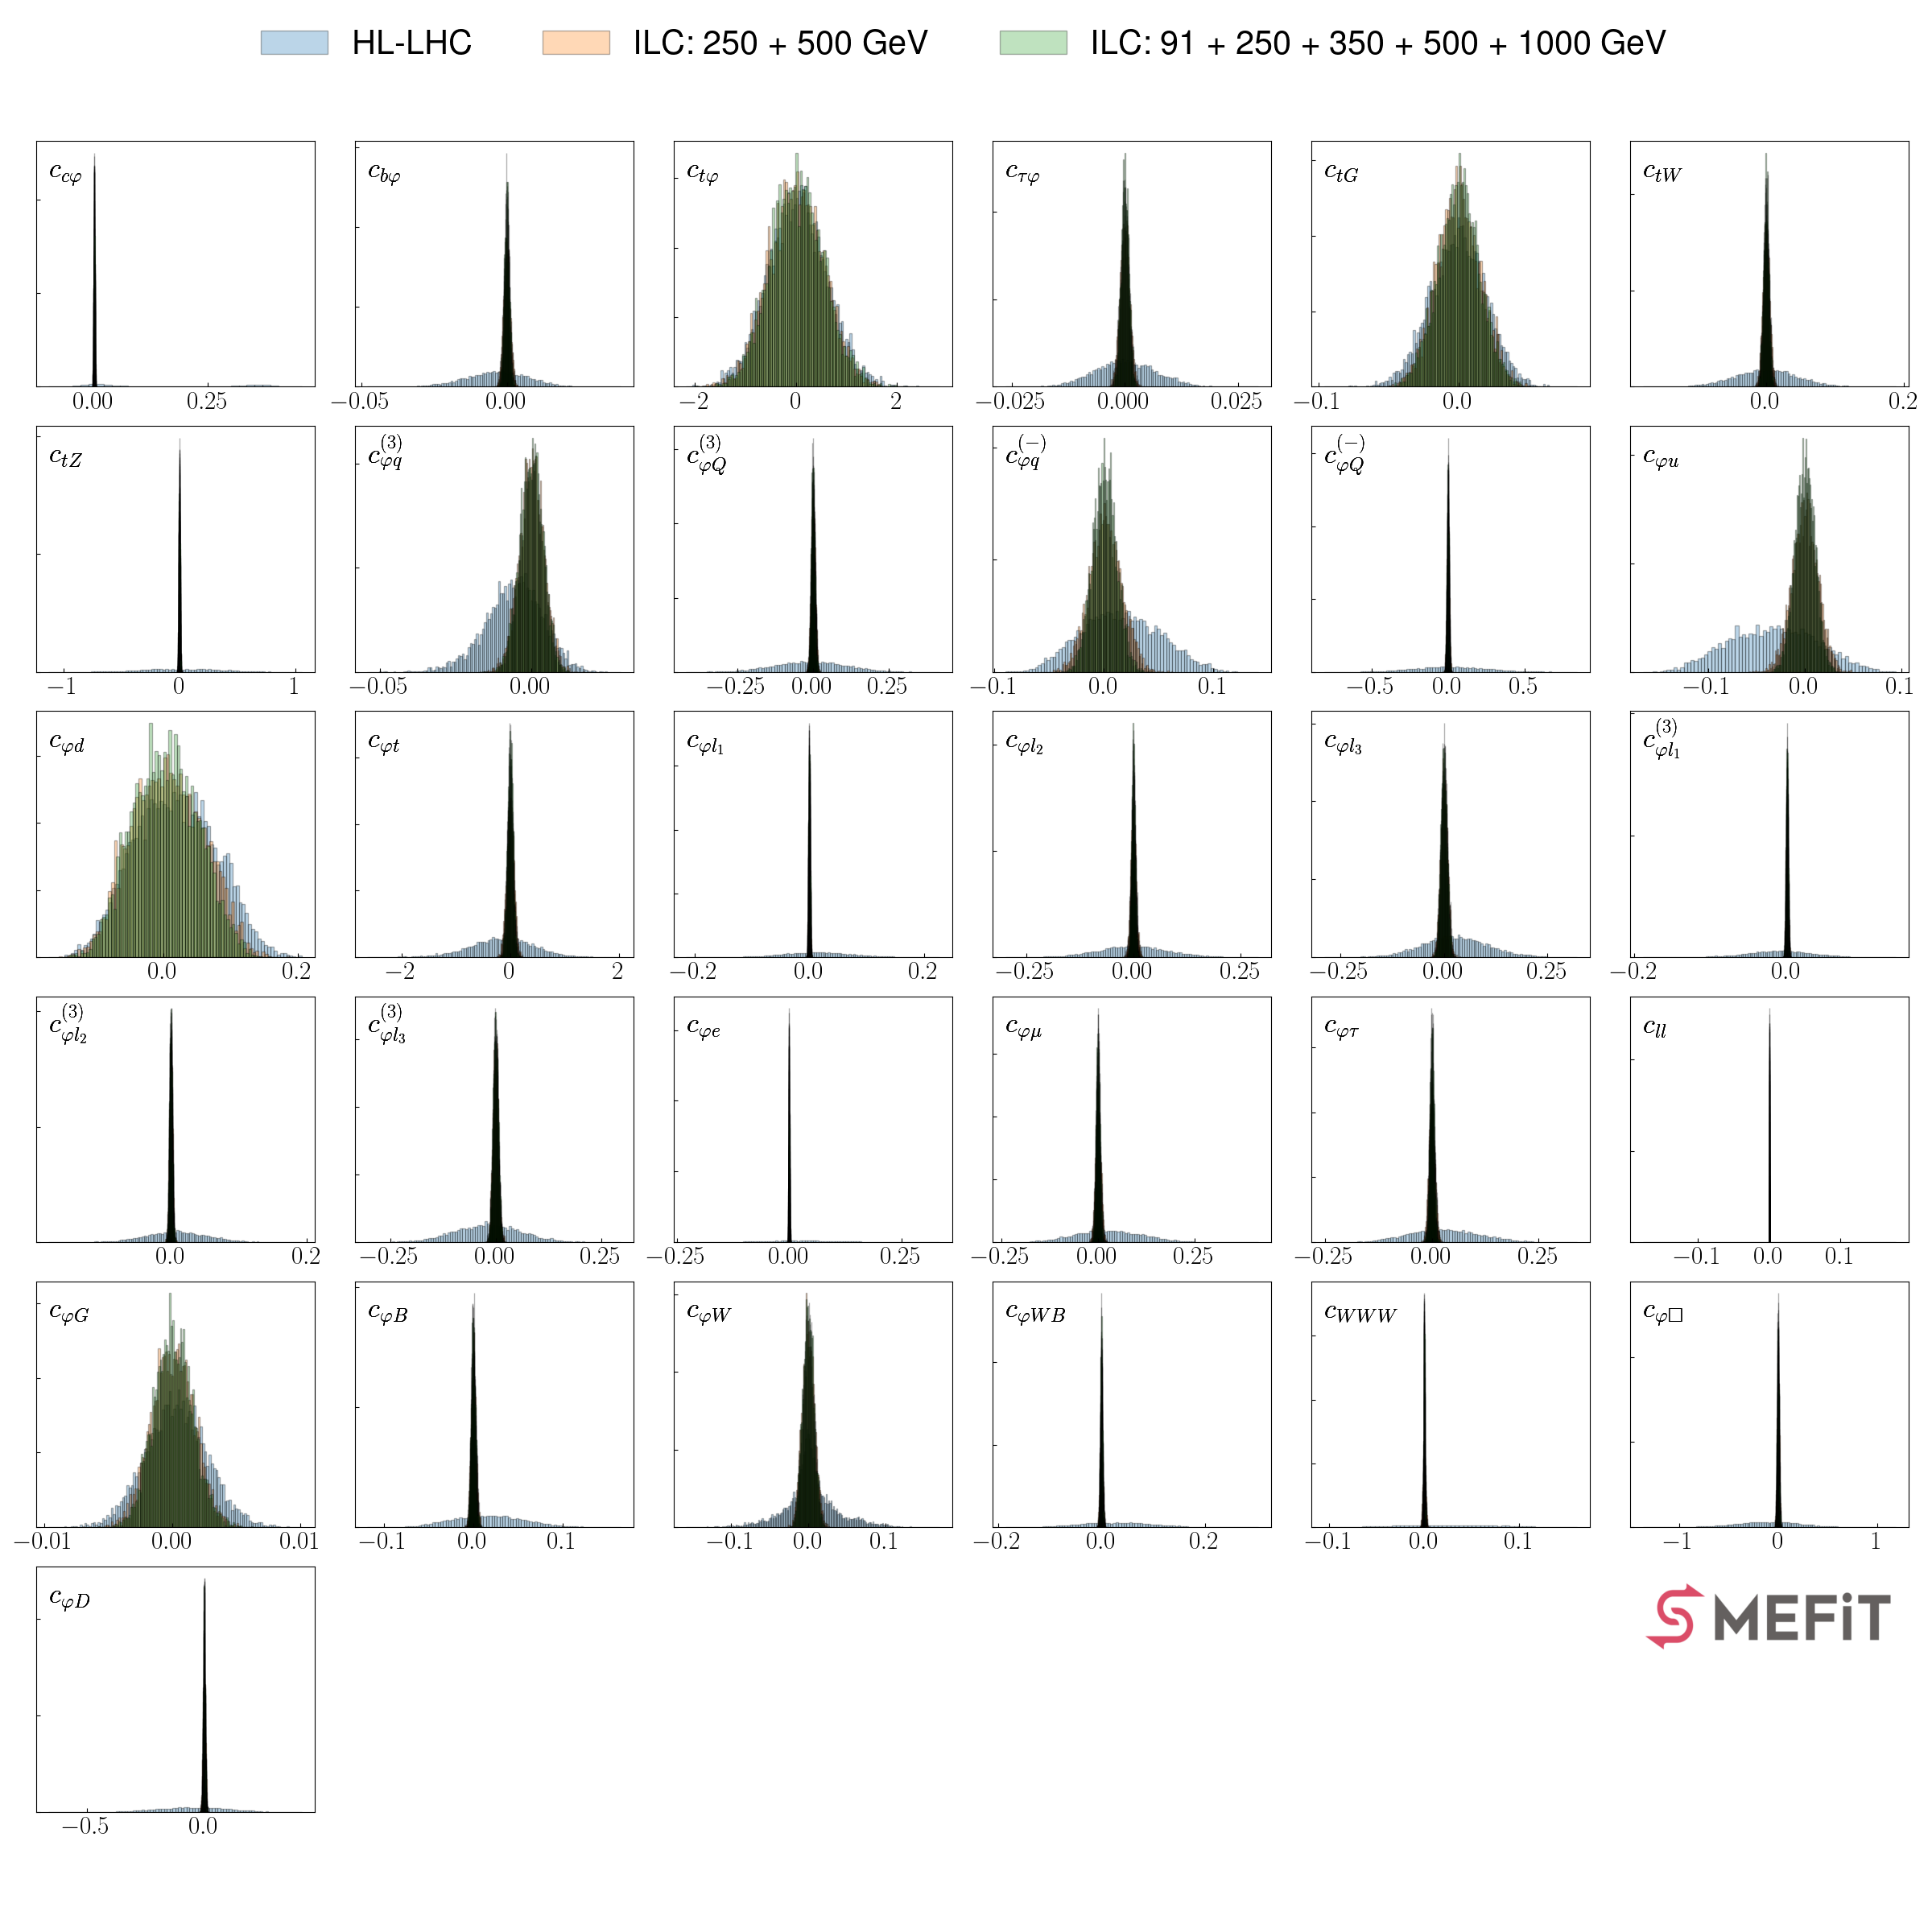 HL-LHC ILC: 250 + 500 GeV ILC: 91 + 250 + 350 + 500 + 1000 GeV
c_{cφ} c_{bφ} c_{tφ} c_{τφ} c_{tG} c_{tW}
0.00 0.25 −0.05 0.00 −2 0 2 −0.025 0.000 0.025 −0.1 0.0 0.0 0.2
c_{tZ} c_{φq}^{(3)} c_{φQ}^{(3)} c_{φq}^{(−)} c_{φQ}^{(−)} c_{φu}
−1 0 1 −0.05 0.00 −0.25 0.00 0.25 −0.1 0.0 0.1 −0.5 0.0 0.5 −0.1 0.0 0.1
c_{φd} c_{φt} c_{φl_1} c_{φl_2} c_{φl_3} c_{φl_1}^{(3)}
0.0 0.2 −2 0 2 −0.2 0.0 0.2 −0.25 0.00 0.25 −0.25 0.00 0.25 −0.2 0.0
c_{φl_2}^{(3)} c_{φl_3}^{(3)} c_{φe} c_{φμ} c_{φτ} c_{ll}
0.0 0.2 −0.25 0.00 0.25 −0.25 0.00 0.25 −0.25 0.00 0.25 −0.25 0.00 0.25 −0.1 0.0 0.1
c_{φG} c_{φB} c_{φW} c_{φWB} c_{WWW} c_{φ□}
−0.01 0.00 0.01 −0.1 0.0 0.1 −0.1 0.0 0.1 −0.2 0.0 0.2 −0.1 0.0 0.1 −1 0 1
c_{φD}
SMEFiT
−0.5 0.0